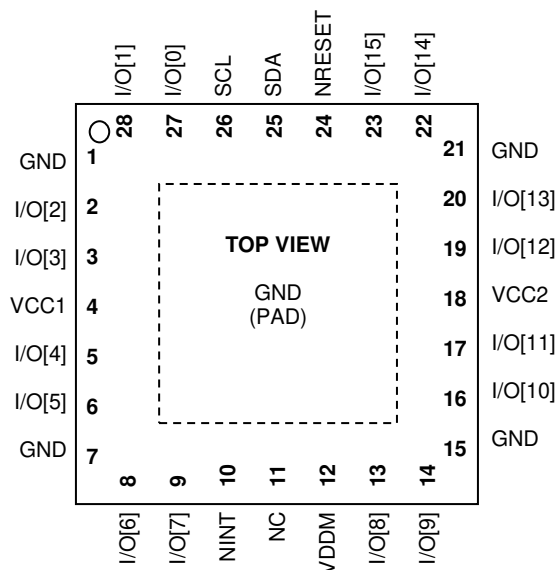 I/O[1] I/O[0] SCL SDA NRESET I/O[15] I/O[14]
28 27 26 25 24 23 22
GND 1 21 GND
I/O[2] 2 20 I/O[13]
I/O[3] 3 19 I/O[12]
TOP VIEW
VCC1 4 18 VCC2
GND
(PAD)
I/O[4] 5 17 I/O[11]
I/O[5] 6 16 I/O[10]
GND 7 15 GND
8 9 10 11 12 13 14
I/O[6] I/O[7] NINT NC VDDM I/O[8] I/O[9]